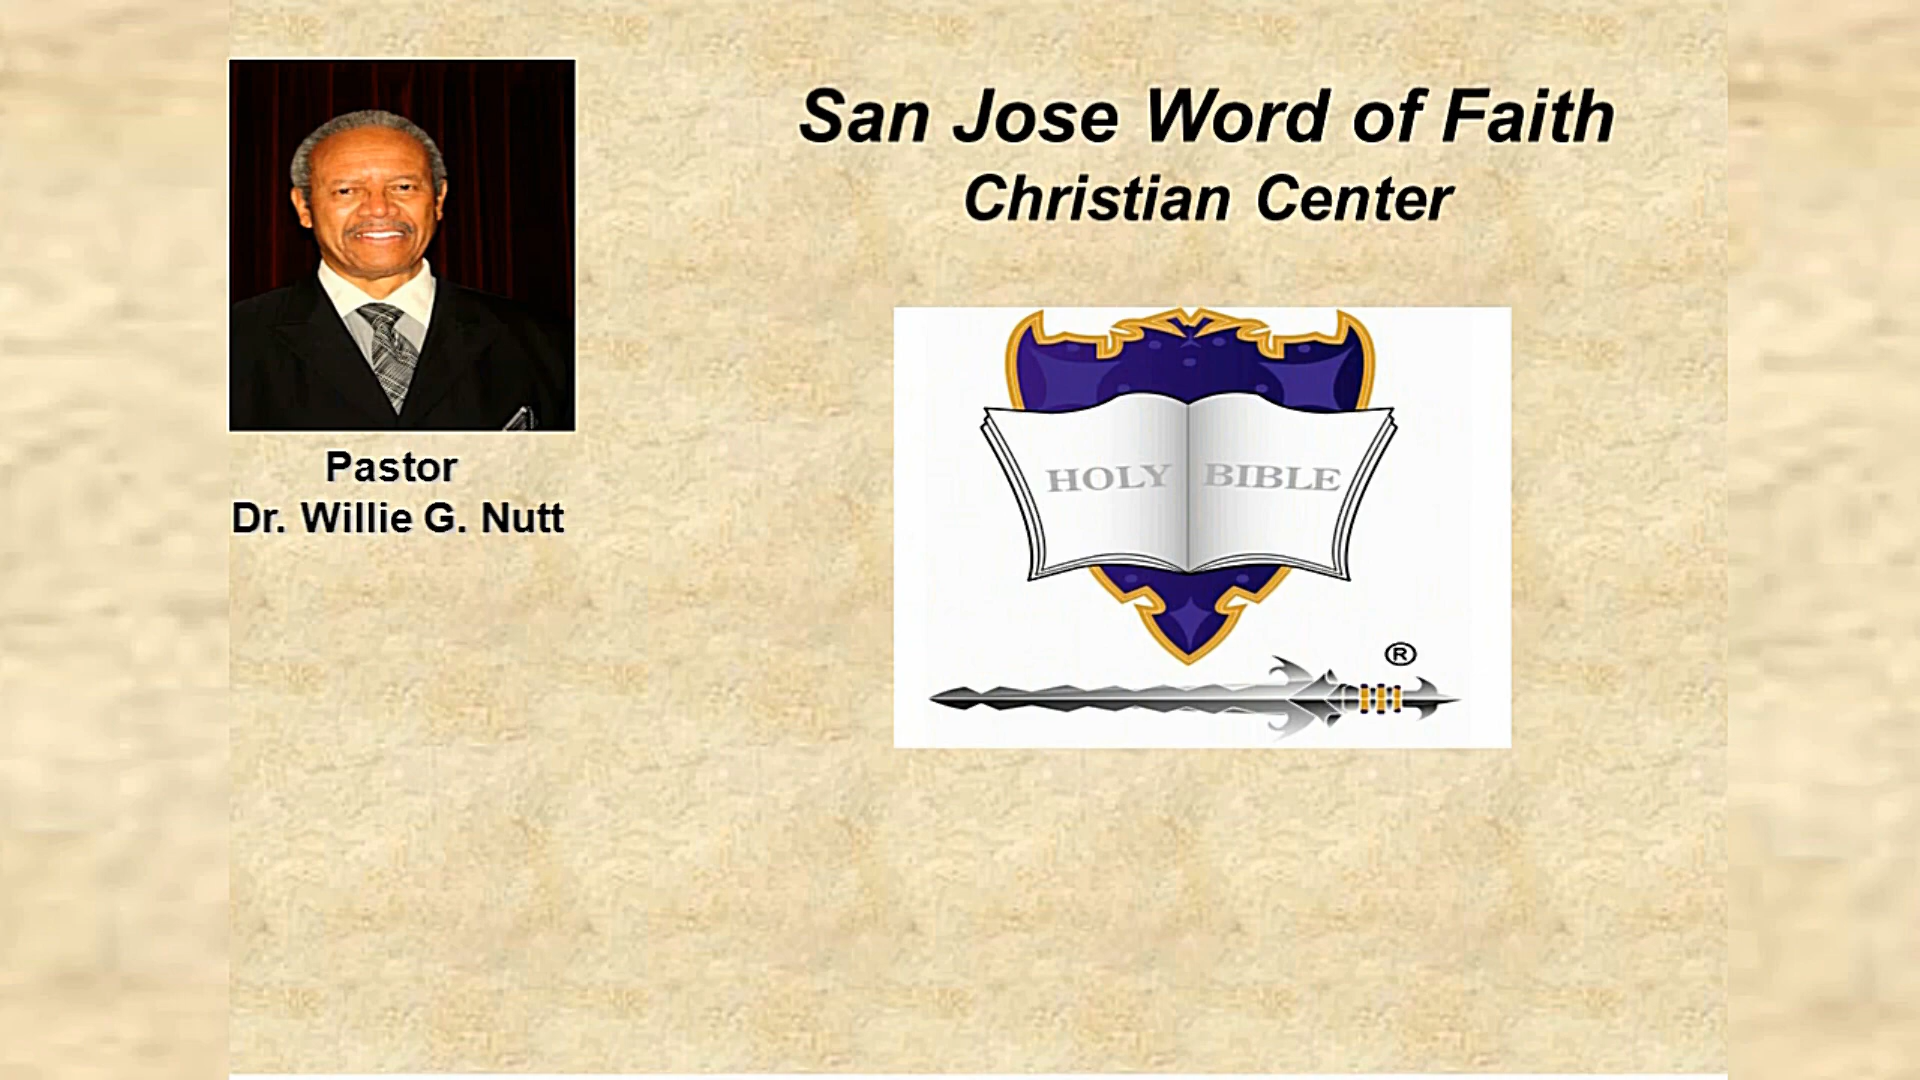 San Jose Word of Faith
Christian Center
Pastor
Dr. Willie G. Nutt
HOLY BIBLE
®